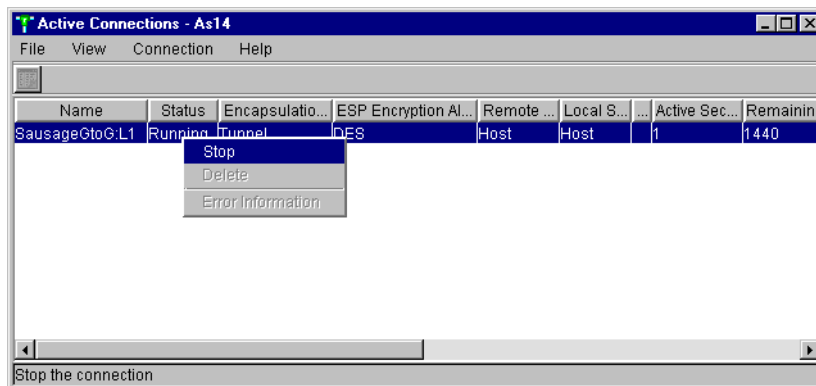 Active Connections - As14
File View Connection Help
Name Status Encapsulatio... ESP Encryption Al... Remote ... Local S... ... Active Sec... Remainin
SausageGtoG:L1 Running Tunnel DES Host Host 1 1440
Stop
Delete
Error Information
Stop the connection